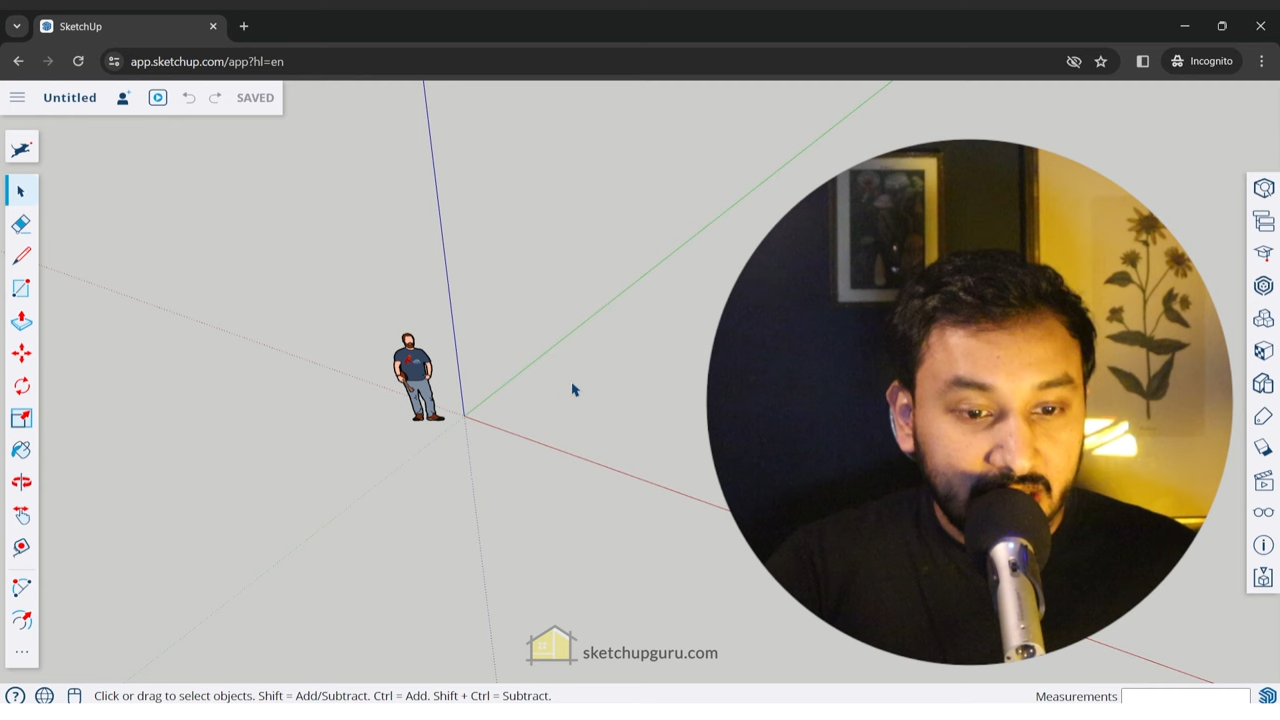 SketchUp
app.sketchup.com/app?hl=en
Incognito
Untitled
SAVED
sketchupguru.com
Click or drag to select objects. Shift = Add/Subtract. Ctrl = Add. Shift + Ctrl = Subtract.
Measurements